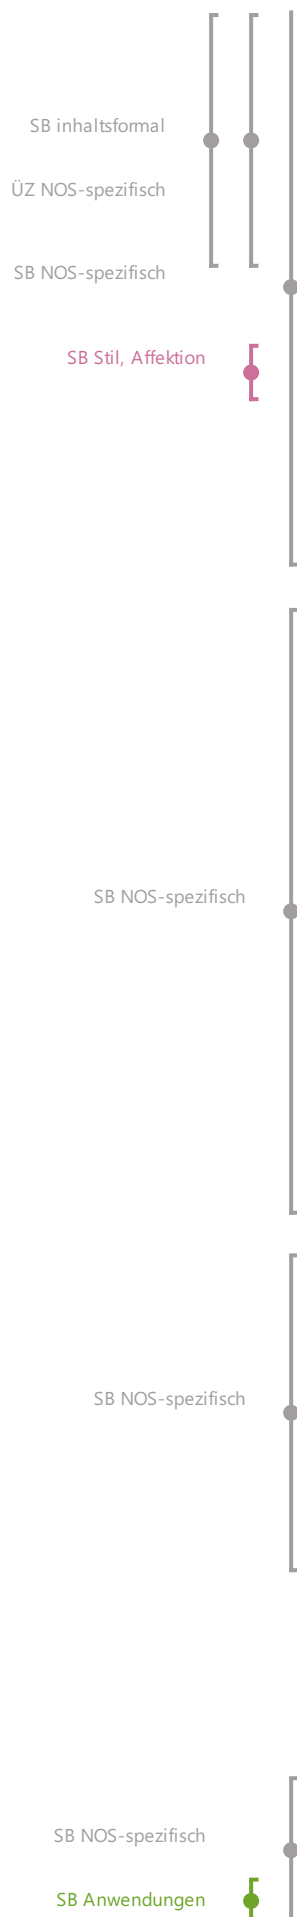 SB inhaltsformal
ÜZ NOS-spezifisch
SB NOS-spezifisch
SB Stil, Affektion
SB NOS-spezifisch
SB NOS-spezifisch
SB NOS-spezifisch
SB Anwendungen